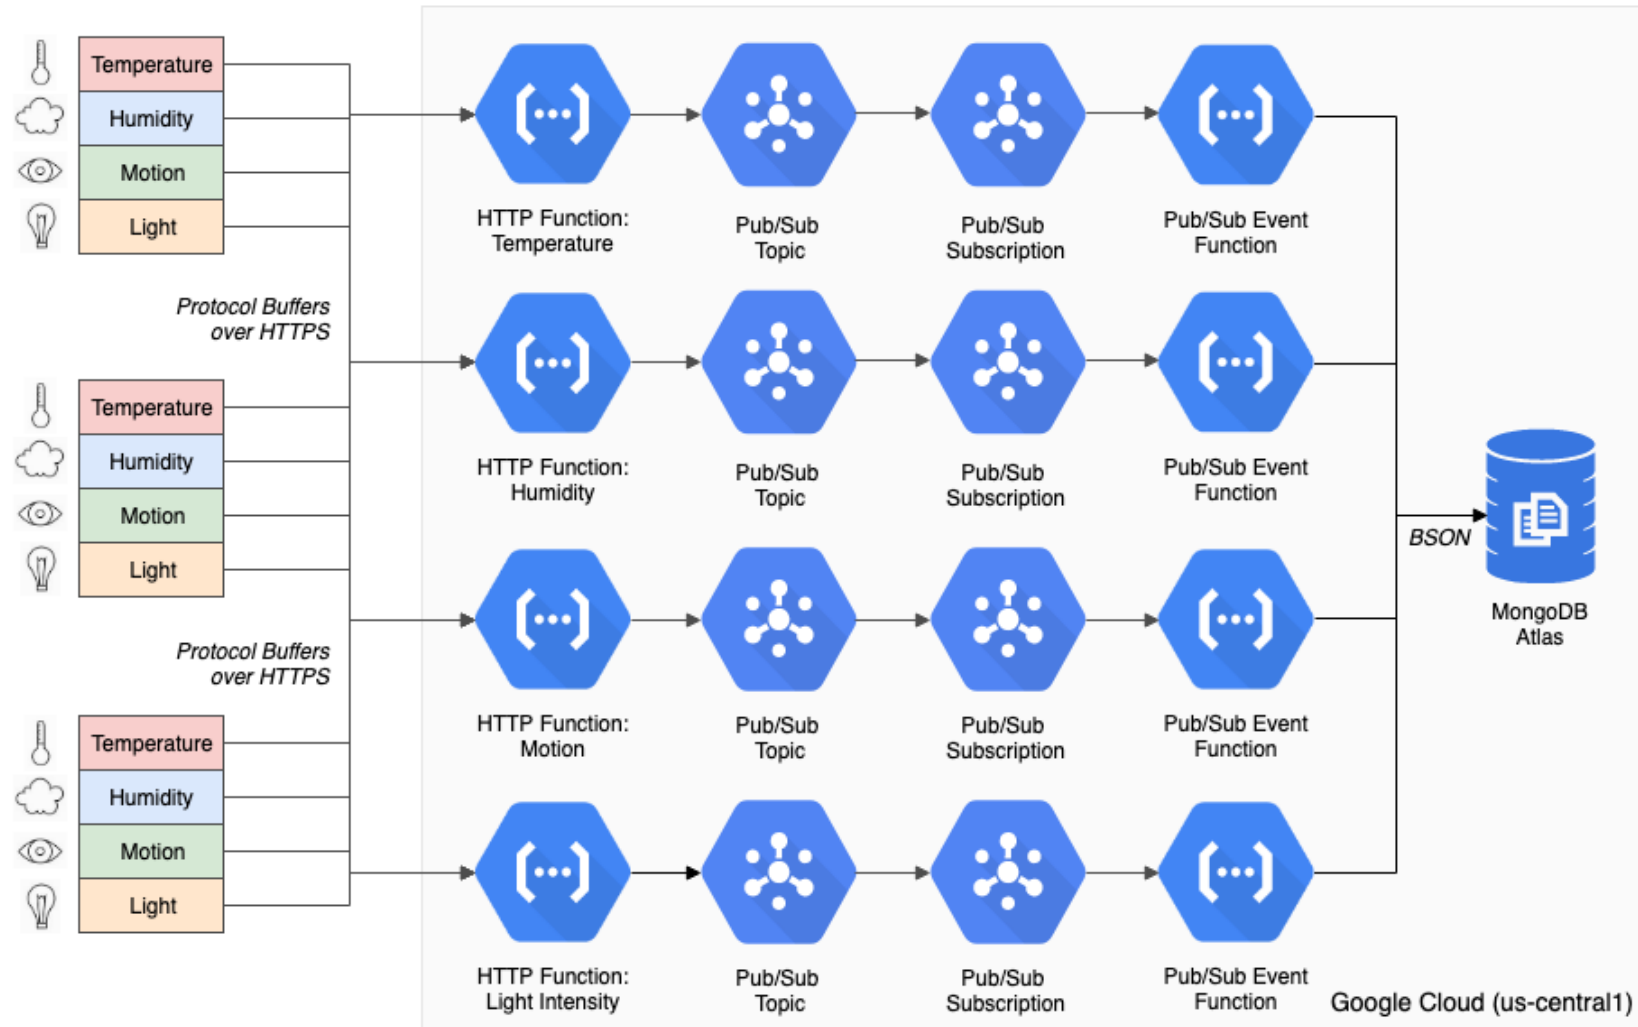 Temperature
Humidity
Motion
Light
Protocol Buffers
over HTTPS
Temperature
Humidity
Motion
Light
Protocol Buffers
over HTTPS
Temperature
Humidity
Motion
Light
HTTP Function:
Temperature
Pub/Sub
Topic
Pub/Sub
Subscription
Pub/Sub Event
Function
HTTP Function:
Humidity
Pub/Sub
Topic
Pub/Sub
Subscription
Pub/Sub Event
Function
HTTP Function:
Motion
Pub/Sub
Topic
Pub/Sub
Subscription
Pub/Sub Event
Function
HTTP Function:
Light Intensity
Pub/Sub
Topic
Pub/Sub
Subscription
Pub/Sub Event
Function
BSON
MongoDB
Atlas
Google Cloud (us-central1)